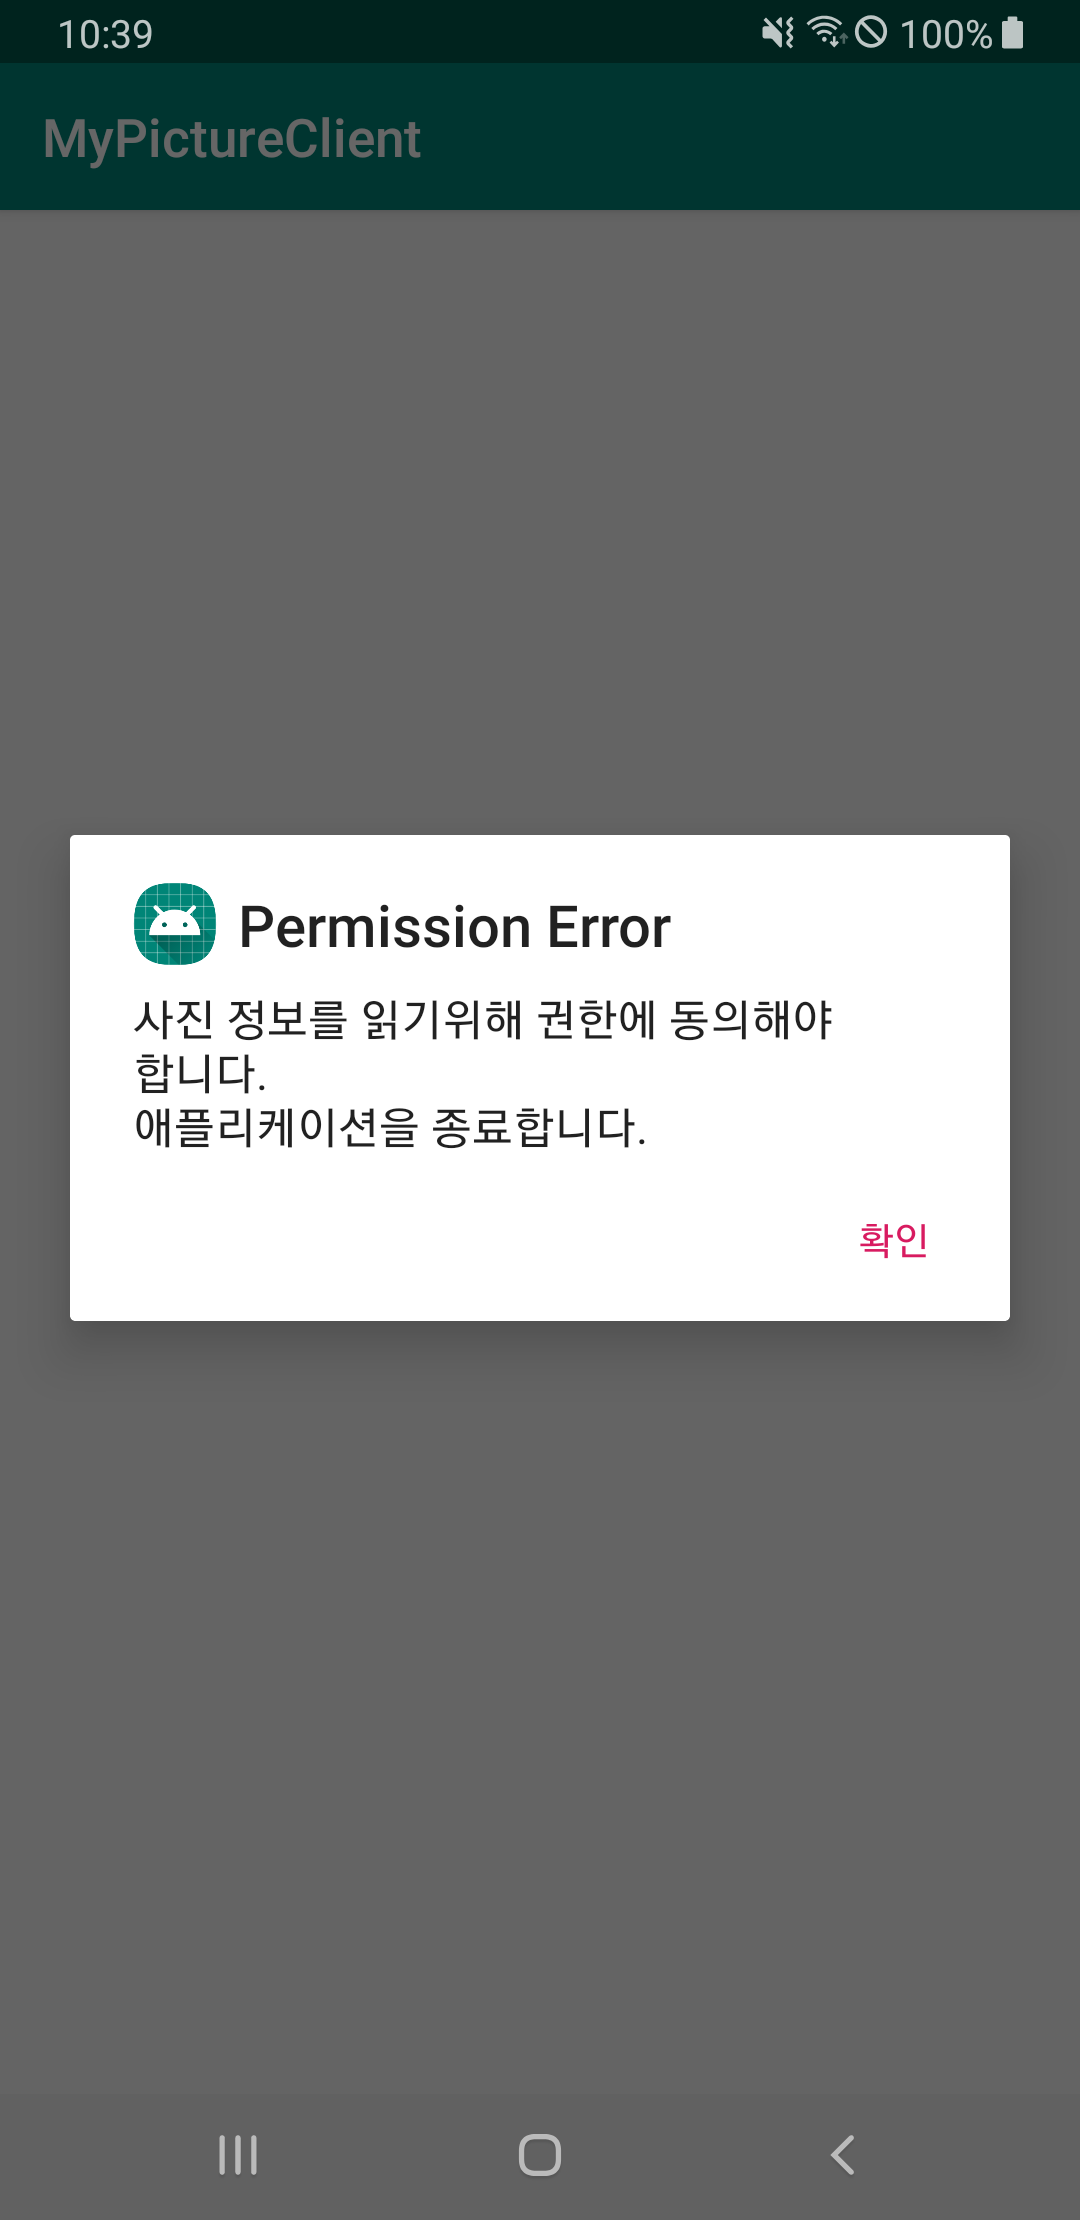 10:39
100%
MyPictureClient
Permission Error
사진 정보를 읽기위해 권한에 동의해야
합니다.
애플리케이션을 종료합니다.
확인